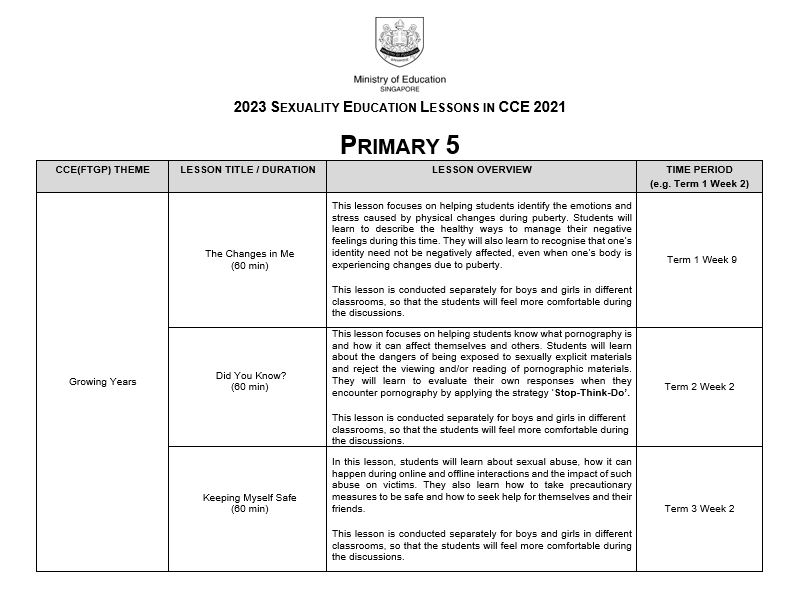 Ministry of Education
SINGAPORE
2023 SEXUALITY EDUCATION LESSONS IN CCE 2021
PRIMARY 5
CCE(FTGP) THEME
LESSON TITLE / DURATION
LESSON OVERVIEW
TIME PERIOD
(e.g. Term 1 Week 2)
Growing Years
The Changes in Me
(60 min)
This lesson focuses on helping students identify the emotions and
stress caused by physical changes during puberty. Students will
learn to describe the healthy ways to manage their negative
feelings during this time. They will also learn to recognise that one's
identity need not be negatively affected, even when one's body is
experiencing changes due to puberty.
This lesson is conducted separately for boys and girls in different
classrooms, so that the students will feel more comfortable during
the discussions.
Term 1 Week 9
Did You Know?
(60 min)
This lesson focuses on helping students know what pornography is
and how it can affect themselves and others. Students will learn
about the dangers of being exposed to sexually explicit materials
and reject the viewing and/or reading of pornographic materials.
They will learn to evaluate their own responses when they
encounter pornography by applying the strategy 'Stop-Think-Do'.
This lesson is conducted separately for boys and girls in different
classrooms, so that the students will feel more comfortable during
the discussions.
Term 2 Week 2
Keeping Myself Safe
(60 min)
In this lesson, students will learn about sexual abuse, how it can
happen during online and offline interactions and the impact of such
abuse on victims. They also learn how to take precautionary
measures to be safe and how to seek help for themselves and their
friends.
This lesson is conducted separately for boys and girls in different
classrooms, so that the students will feel more comfortable during
the discussions.
Term 3 Week 2